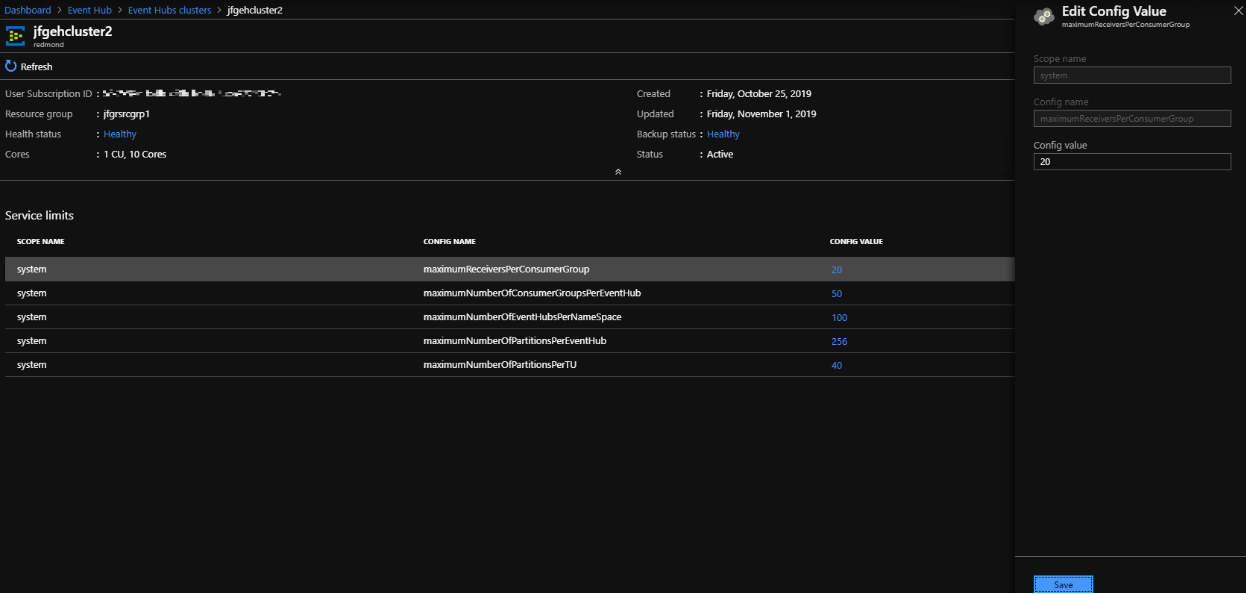 Dashboard > Event Hub > Event Hubs clusters > jfgehcluster2
jfgehcluster2
redmond
Refresh
User Subscription ID :
Resource group : jfgrsrcgrp1
Health status : Healthy
Cores : 1 CU, 10 Cores
Created : Friday, October 25, 2019
Updated : Friday, November 1, 2019
Backup status : Healthy
Status : Active
Service limits
SCOPE NAME CONFIG NAME CONFIG VALUE
system maximumReceiversPerConsumerGroup 20
system maximumNumberOfConsumerGroupsPerEventHub 50
system maximumNumberOfEventHubsPerNameSpace 100
system maximumNumberOfPartitionsPerEventHub 256
system maximumNumberOfPartitionsPerTU 40
Edit Config Value
maximumReceiversPerConsumerGroup
Scope name
system
Config name
maximumReceiversPerConsumerGroup
Config value
20
Save